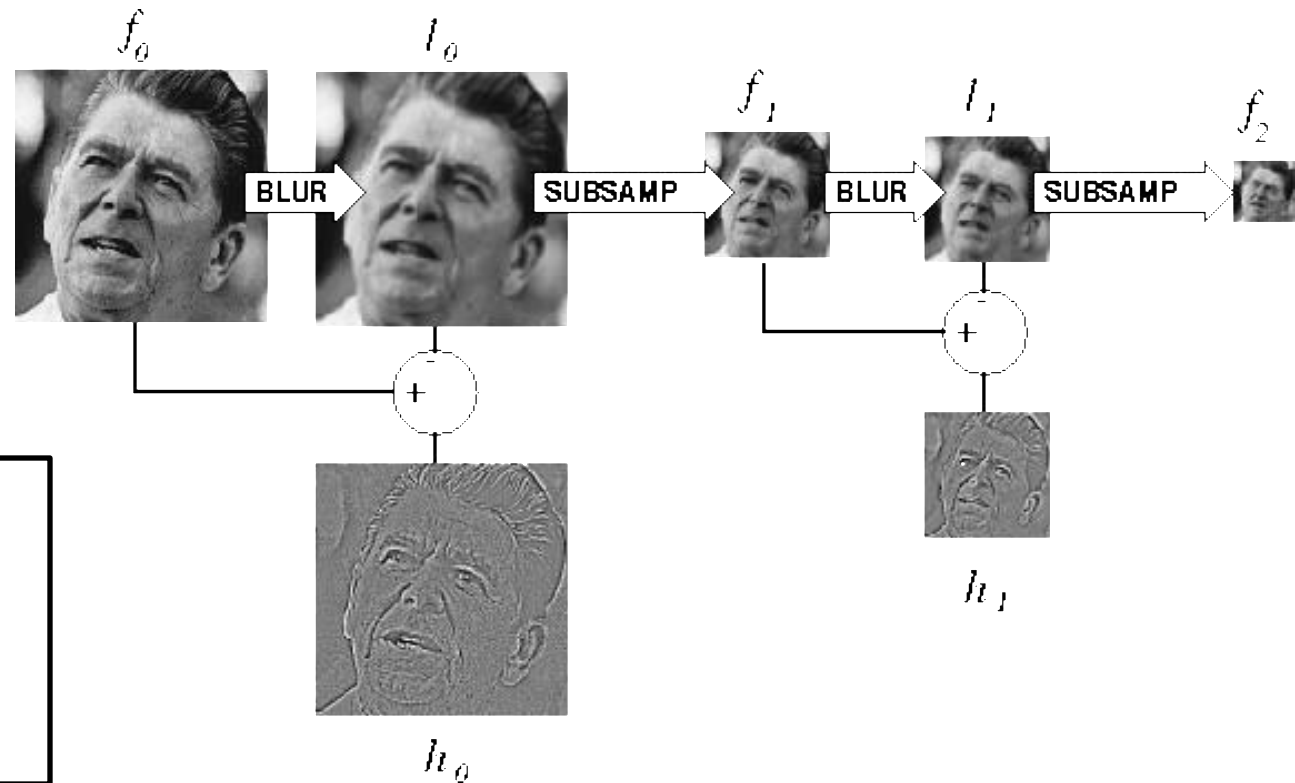 f₀
l₀
f₁
l₁
f₂
BLUR
SUBSAMP
BLUR
SUBSAMP
-
+
-
+
h₁
h₀